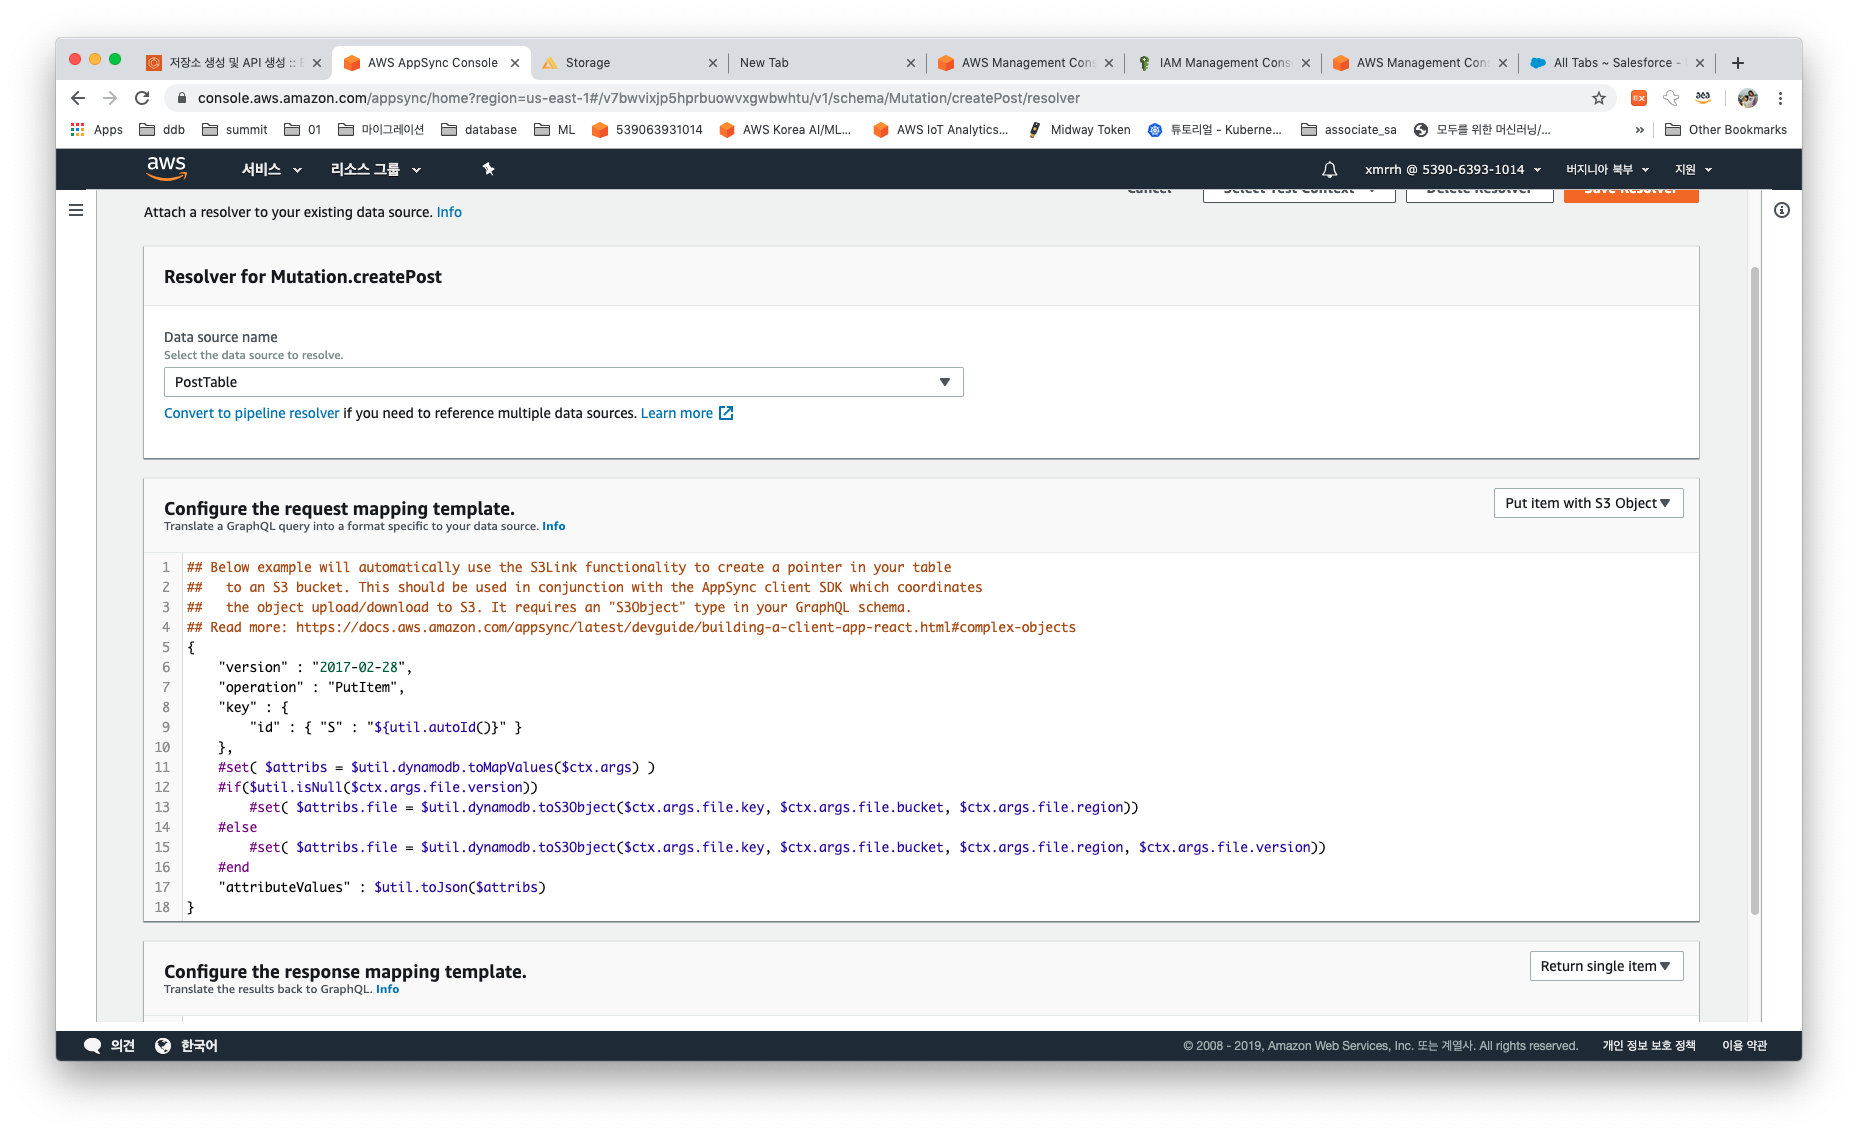 저장소 생성 및 API 생성 ::
AWS AppSync Console
Storage
New Tab
AWS Management Cons
IAM Management Cons
AWS Management Con
All Tabs ~ Salesforce -
console.aws.amazon.com/appsync/home?region=us-east-1#/v7bwvixjp5hprbuowvxgwbwhtu/v1/schema/Mutation/createPost/resolver
Apps ddb summit 01 마이그레이션 database ML 539063931014 AWS Korea AI/ML... AWS IoT Analytics... Midway Token 튜토리얼 - Kuberne... associate_sa 모두를 위한 머신러닝/... » Other Bookmarks
aws 서비스 리소스 그룹 xmrrh @ 5390-6393-1014 버지니아 북부 지원
Cancel Select Test Context Delete Resolver Save Resolver
Attach a resolver to your existing data source. Info
Resolver for Mutation.createPost
Data source name
Select the data source to resolve.
PostTable
Convert to pipeline resolver if you need to reference multiple data sources. Learn more
Configure the request mapping template.
Put item with S3 Object
Translate a GraphQL query into a format specific to your data source. Info
1 ## Below example will automatically use the S3Link functionality to create a pointer in your table
2 ##   to an S3 bucket. This should be used in conjunction with the AppSync client SDK which coordinates
3 ##   the object upload/download to S3. It requires an "S3Object" type in your GraphQL schema.
4 ## Read more: https://docs.aws.amazon.com/appsync/latest/devguide/building-a-client-app-react.html#complex-objects
5 {
6     "version" : "2017-02-28",
7     "operation" : "PutItem",
8     "key" : {
9         "id" : { "S" : "${util.autoId()}" }
10     },
11     #set( $attribs = $util.dynamodb.toMapValues($ctx.args) )
12     #if($util.isNull($ctx.args.file.version))
13         #set( $attribs.file = $util.dynamodb.toS3Object($ctx.args.file.key, $ctx.args.file.bucket, $ctx.args.file.region))
14     #else
15         #set( $attribs.file = $util.dynamodb.toS3Object($ctx.args.file.key, $ctx.args.file.bucket, $ctx.args.file.region, $ctx.args.file.version))
16     #end
17     "attributeValues" : $util.toJson($attribs)
18 }
Configure the response mapping template.
Return single item
Translate the results back to GraphQL. Info
의견 한국어 © 2008 - 2019, Amazon Web Services, Inc. 또는 계열사. All rights reserved. 개인 정보 보호 정책 이용 약관